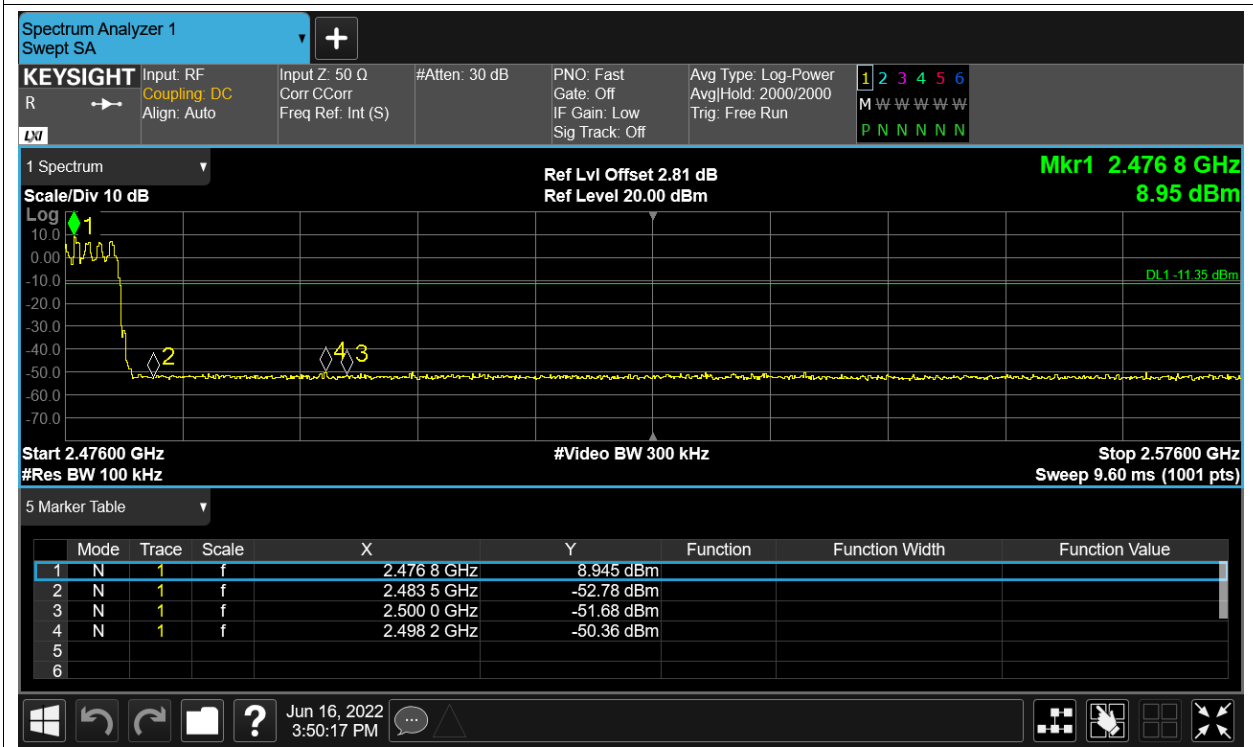 Spectrum Analyzer 1
Swept SA
+
KEYSIGHT Input: RF Input Z: 50 Ω #Atten: 30 dB PNO: Fast Avg Type: Log-Power 1 2 3 4 5 6
R Coupling: DC Corr CCorr Gate: Off Avg|Hold: 2000/2000 M W W W W W
Align: Auto Freq Ref: Int (S) IF Gain: Low Trig: Free Run
LXI Sig Track: Off P N N N N N
1 Spectrum Ref Lvl Offset 2.81 dB Mkr1 2.476 8 GHz
Scale/Div 10 dB Ref Level 20.00 dBm 8.95 dBm
Log 1
10.0
0.00
-10.0 DL1 -11.35 dBm
-20.0
-30.0
-40.0 2 4 3
-50.0
-60.0
-70.0
Start 2.47600 GHz #Video BW 300 kHz Stop 2.57600 GHz
#Res BW 100 kHz Sweep 9.60 ms (1001 pts)
5 Marker Table
Mode Trace Scale X Y Function Function Width Function Value
1 N 1 f 2.476 8 GHz 8.945 dBm
2 N 1 f 2.483 5 GHz -52.78 dBm
3 N 1 f 2.500 0 GHz -51.68 dBm
4 N 1 f 2.498 2 GHz -50.36 dBm
5
6
? Jun 16, 2022
3:50:17 PM